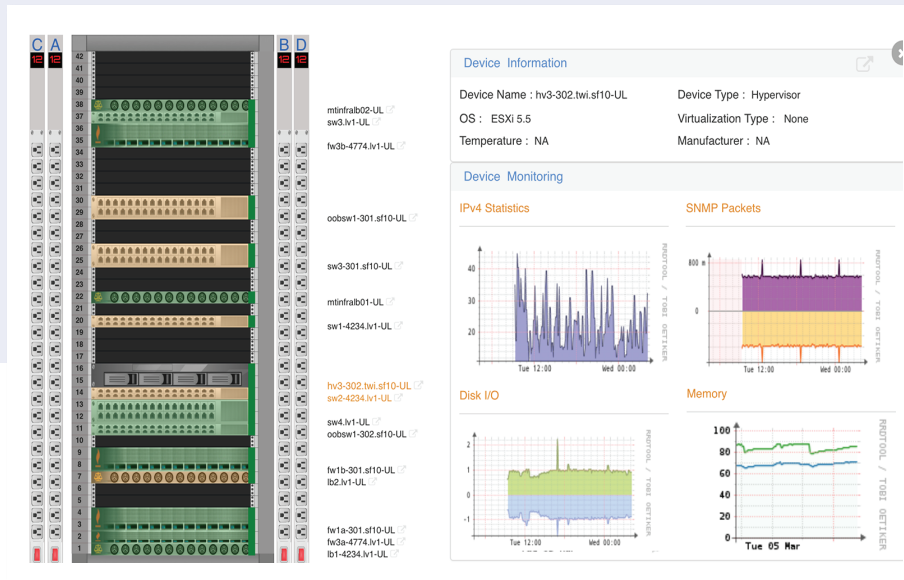 C A B D
12 12 12 12
42
41
40
39
38
37
36
35
34
33
32
31
30
29
28
27
26
25
24
23
22
21
20
19
18
17
16
15
14
13
12
11
10
9
8
7
6
5
4
3
2
1
mtinfralb02-UL
sw3.lv1-UL
fw3b-4774.lv1-UL
oobsw1-301.sf10-UL
sw3-301.sf10-UL
mtinfralb01-UL
sw1-4234.lv1-UL
hv3-302.twi.sf10-UL
sw2-4234.lv1-UL
sw4.lv1-UL
oobsw1-302.sf10-UL
fw1b-301.sf10-UL
lb2.lv1-UL
fw1a-301.sf10-UL
fw3a-4774.lv1-UL
lb1-4234.lv1-UL
Device Information
Device Name : hv3-302.twi.sf10-UL Device Type : Hypervisor
OS : ESXi 5.5 Virtualization Type : None
Temperature : NA Manufacturer : NA
Device Monitoring
IPv4 Statistics
40
30
20
Tue 12:00 Wed 00:00
RRDTOOL / TOBI OETIKER
SNMP Packets
800 m
0
Tue 12:00 Wed 00:00
RRDTOOL / TOBI OETIKER
Disk I/O
2
1
0
-1
Tue 12:00 Wed 00:00
RRDTOOL / TOBI OETIKER
Memory
100
80
60
40
20
0
Tue 05 Mar
RRDTOOL / TOBI OETIKER